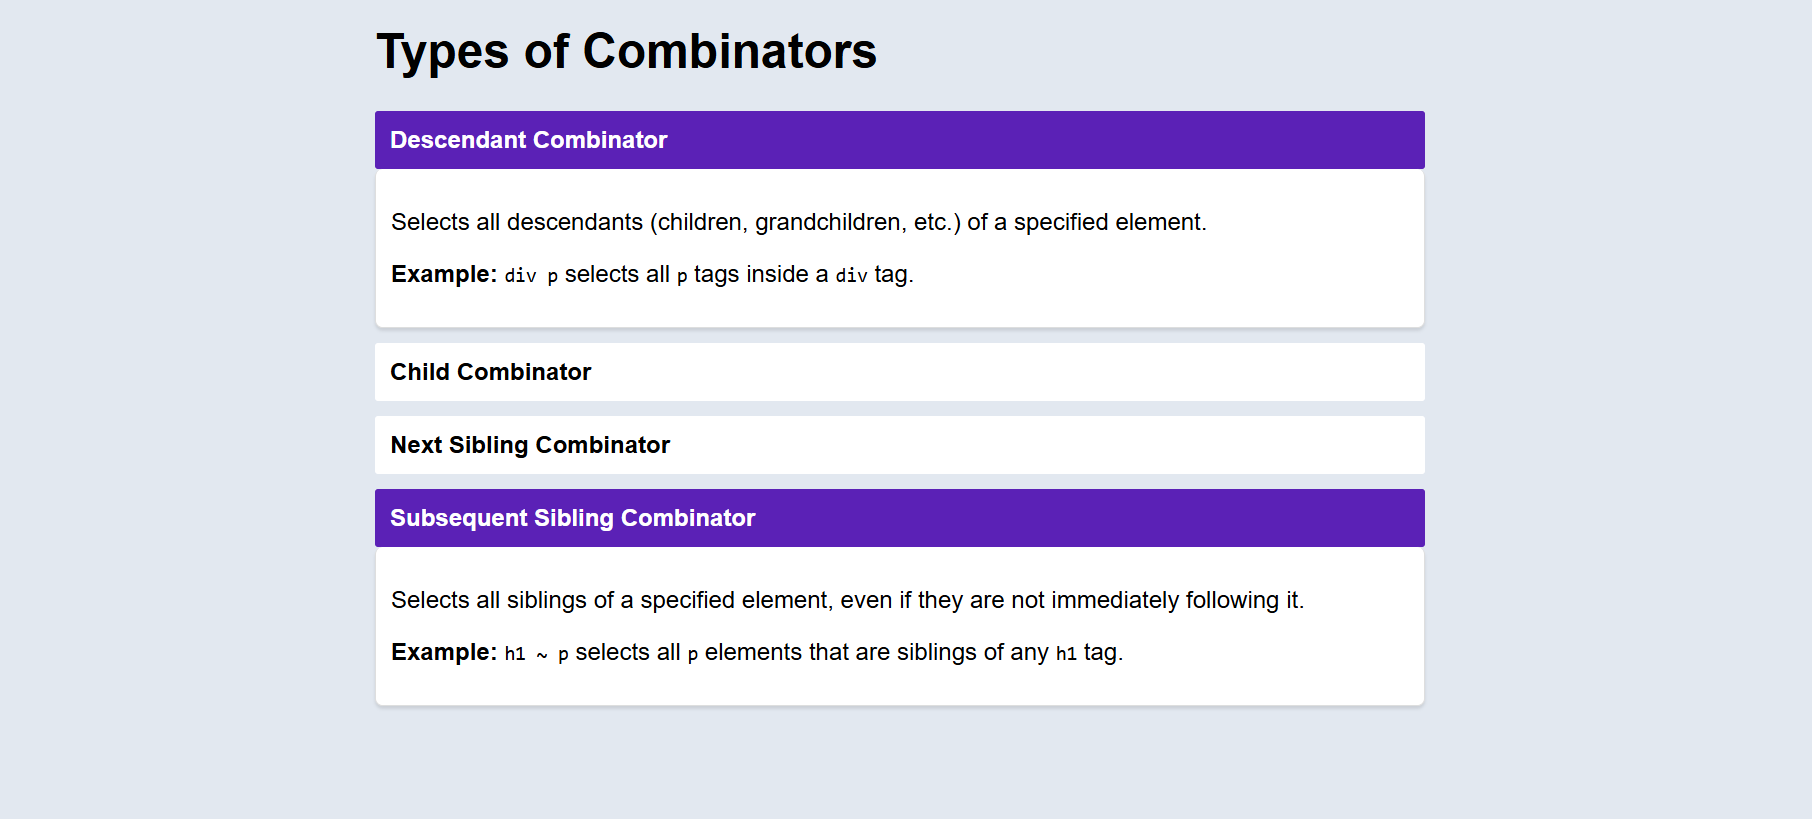 Types of Combinators
Descendant Combinator
Selects all descendants (children, grandchildren, etc.) of a specified element.
Example: div p selects all p tags inside a div tag.
Child Combinator
Next Sibling Combinator
Subsequent Sibling Combinator
Selects all siblings of a specified element, even if they are not immediately following it.
Example: h1 ~ p selects all p elements that are siblings of any h1 tag.